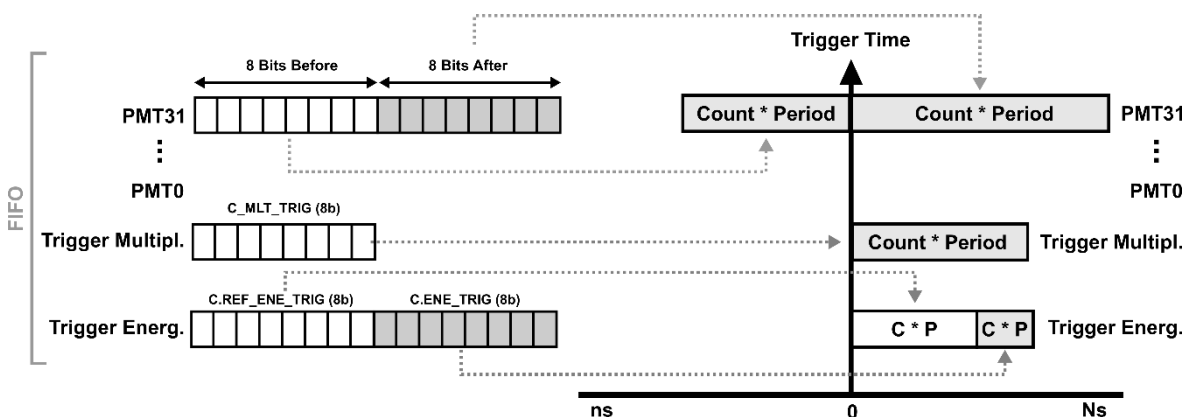 Trigger Time
8 Bits Before
8 Bits After
PMT31
Count * Period
Count * Period
PMT31
PMT0
PMT0
FIFO
C_MLT_TRIG (8b)
Trigger Multipl.
Count * Period
Trigger Multipl.
C.REF_ENE_TRIG (8b)
C.ENE_TRIG (8b)
Trigger Energ.
C * P
C * P
Trigger Energ.
ns
0
Ns